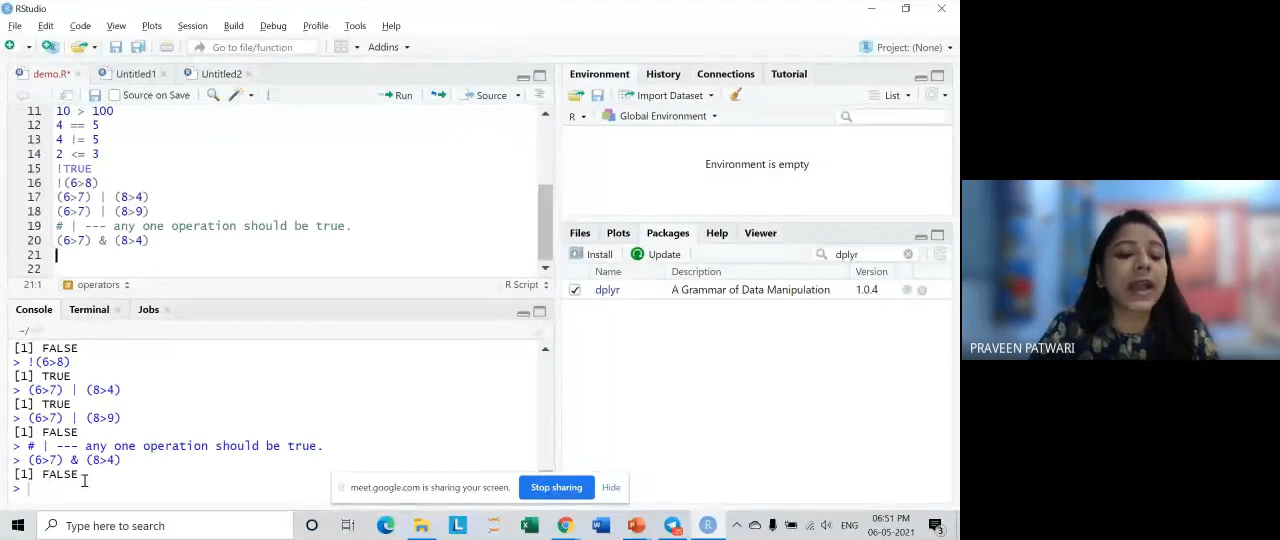 RStudio
File Edit Code View Plots Session Build Debug Profile Tools Help
Go to file/function Addins Project: (None)
demo.R* Untitled1 Untitled2
Source on Save Run Source
11 10 > 100
12 4 == 5
13 4 != 5
14 2 <= 3
15 !TRUE
16 !(6>8)
17 (6>7) | (8>4)
18 (6>7) | (8>9)
19 # | --- any one operation should be true.
20 (6>7) & (8>4)
21
22
21:1 # operators R Script
Console Terminal Jobs
~/
[1] FALSE
> !(6>8)
[1] TRUE
> (6>7) | (8>4)
[1] TRUE
> (6>7) | (8>9)
[1] FALSE
> # | --- any one operation should be true.
> (6>7) & (8>4)
[1] FALSE
>
Environment History Connections Tutorial
Import Dataset List
R Global Environment
Environment is empty
Files Plots Packages Help Viewer
Install Update dplyr
Name Description Version
dplyr A Grammar of Data Manipulation 1.0.4
PRAVEEN PATWARI
meet.google.com is sharing your screen. Stop sharing Hide
Type here to search
ENG
06:51 PM
06-05-2021
3